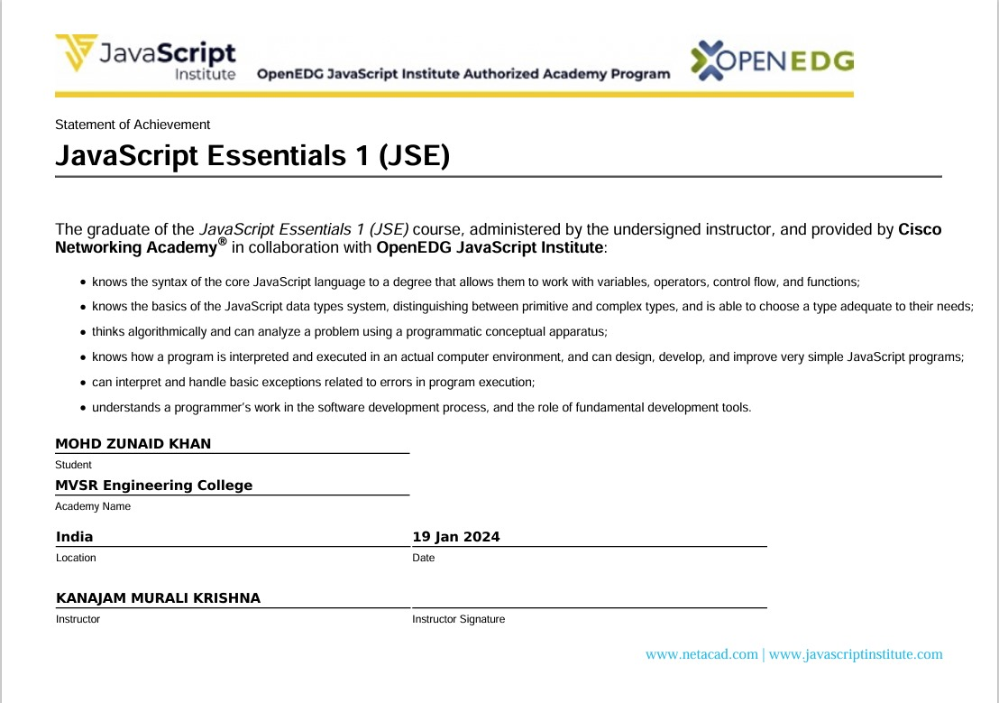 JavaScript
Institute
OpenEDG JavaScript Institute Authorized Academy Program
OPENEDG
Statement of Achievement
JavaScript Essentials 1 (JSE)
The graduate of the JavaScript Essentials 1 (JSE) course, administered by the undersigned instructor, and provided by Cisco
Networking Academy® in collaboration with OpenEDG JavaScript Institute:
• knows the syntax of the core JavaScript language to a degree that allows them to work with variables, operators, control flow, and functions;
• knows the basics of the JavaScript data types system, distinguishing between primitive and complex types, and is able to choose a type adequate to their needs;
• thinks algorithmically and can analyze a problem using a programmatic conceptual apparatus;
• knows how a program is interpreted and executed in an actual computer environment, and can design, develop, and improve very simple JavaScript programs;
• can interpret and handle basic exceptions related to errors in program execution;
• understands a programmer’s work in the software development process, and the role of fundamental development tools.
MOHD ZUNAID KHAN
Student
MVSR Engineering College
Academy Name
India 19 Jan 2024
Location Date
KANAJAM MURALI KRISHNA
Instructor Instructor Signature
www.netacad.com | www.javascriptinstitute.com